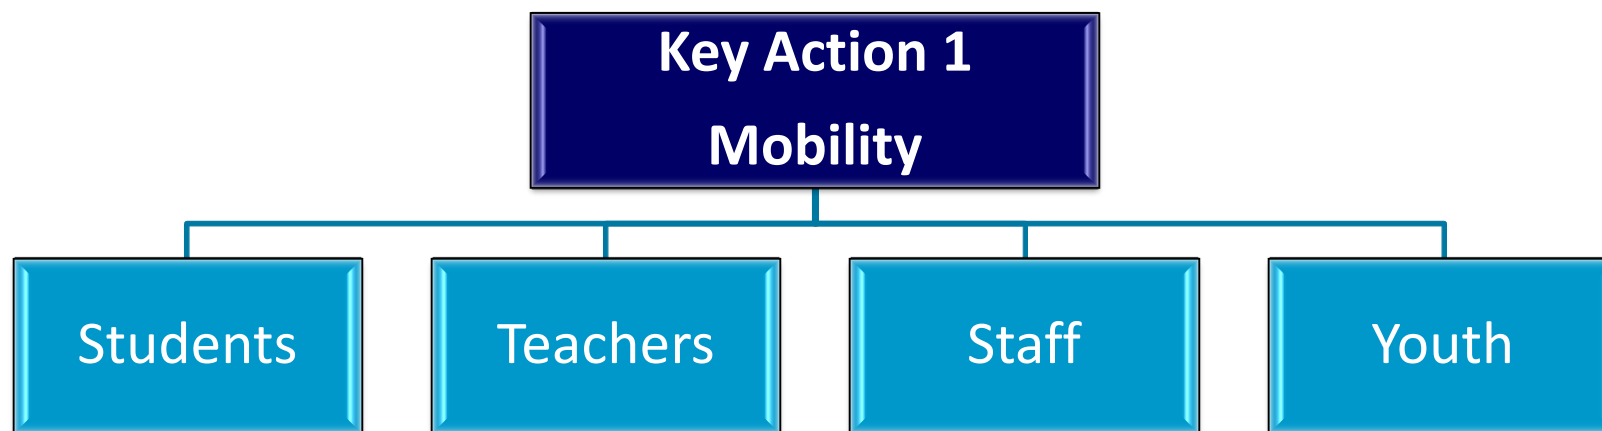 Key Action 1
Mobility
Students
Teachers
Staff
Youth